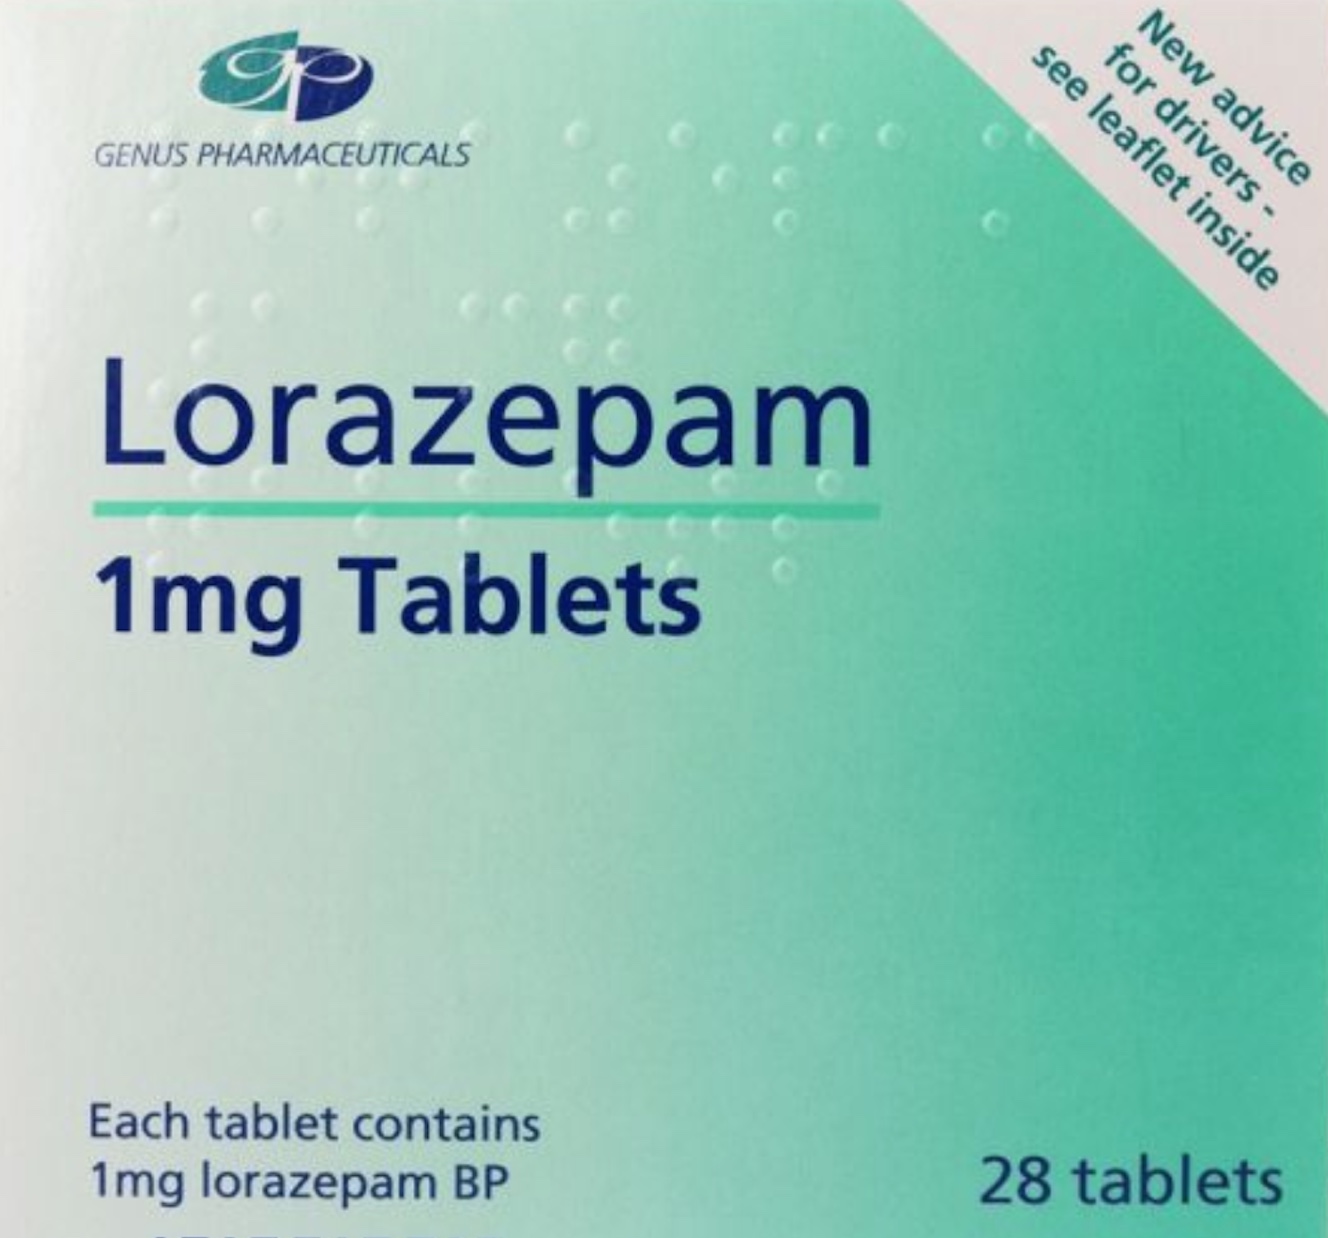 gp
GENUS PHARMACEUTICALS
New advice
for drivers -
see leaflet inside
Lorazepam
1mg Tablets
Each tablet contains
1mg lorazepam BP
28 tablets